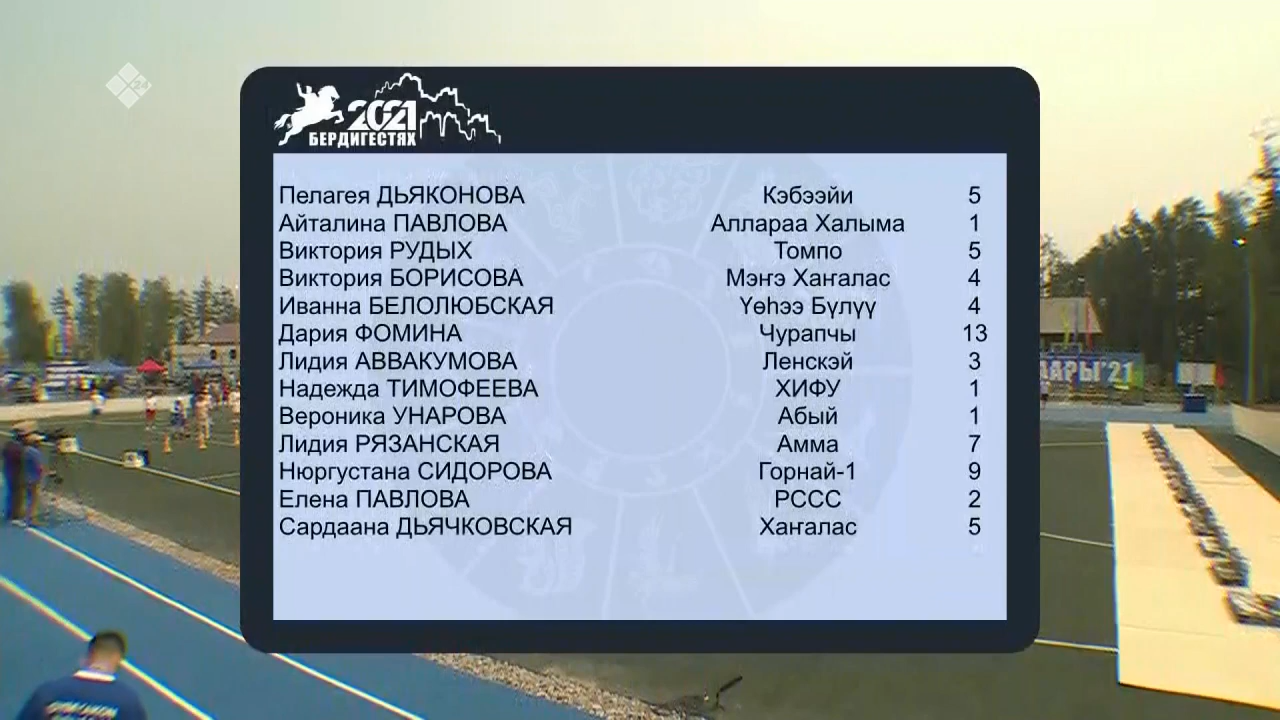 24
2021
БЕРДИГЕСТЯХ
Пелагея ДЬЯКОНОВА Кэбээйи 5
Айталина ПАВЛОВА Аллараа Халыма 1
Виктория РУДЫХ Томпо 5
Виктория БОРИСОВА Мэҥэ Хаҥалас 4
Иванна БЕЛОЛЮБСКАЯ Үөһээ Бүлүү 4
Дария ФОМИНА Чурапчы 13
Лидия АВВАКУМОВА Ленскэй 3
Надежда ТИМОФЕЕВА ХИФУ 1
Вероника УНАРОВА Абый 1
Лидия РЯЗАНСКАЯ Амма 7
Нюргустана СИДОРОВА Горнай-1 9
Елена ПАВЛОВА РССС 2
Сардаана ДЬЯЧКОВСКАЯ Хаҥалас 5